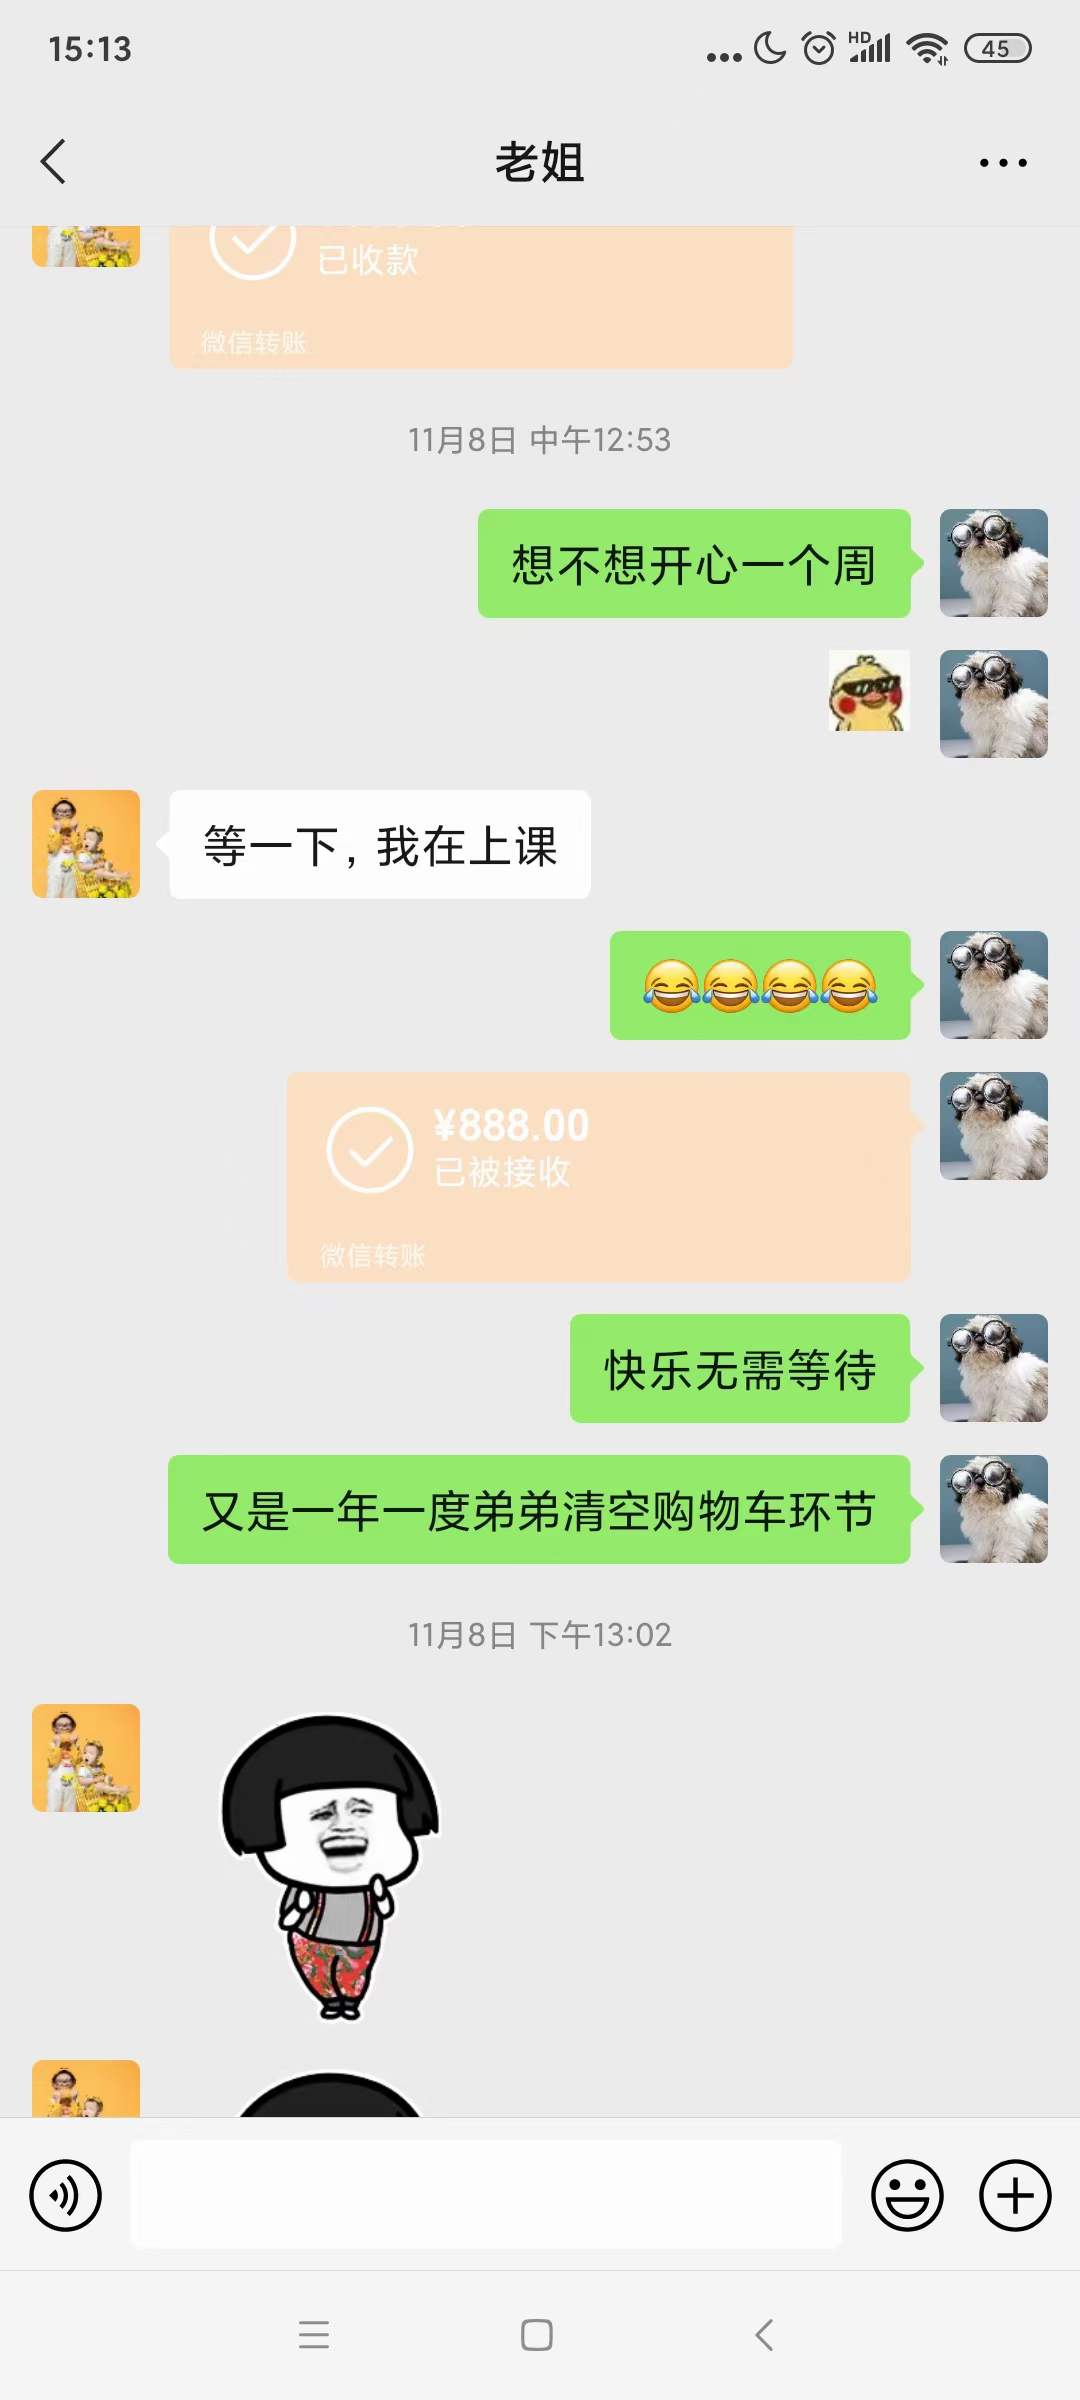 15:13
HD
45
老姐
已收款
微信转账
11月8日 中午12:53
想不想开心一个周
等一下,我在上课
😂😂😂😂
¥888.00
已被接收
微信转账
快乐无需等待
又是一年一度弟弟清空购物车环节
11月8日 下午13:02